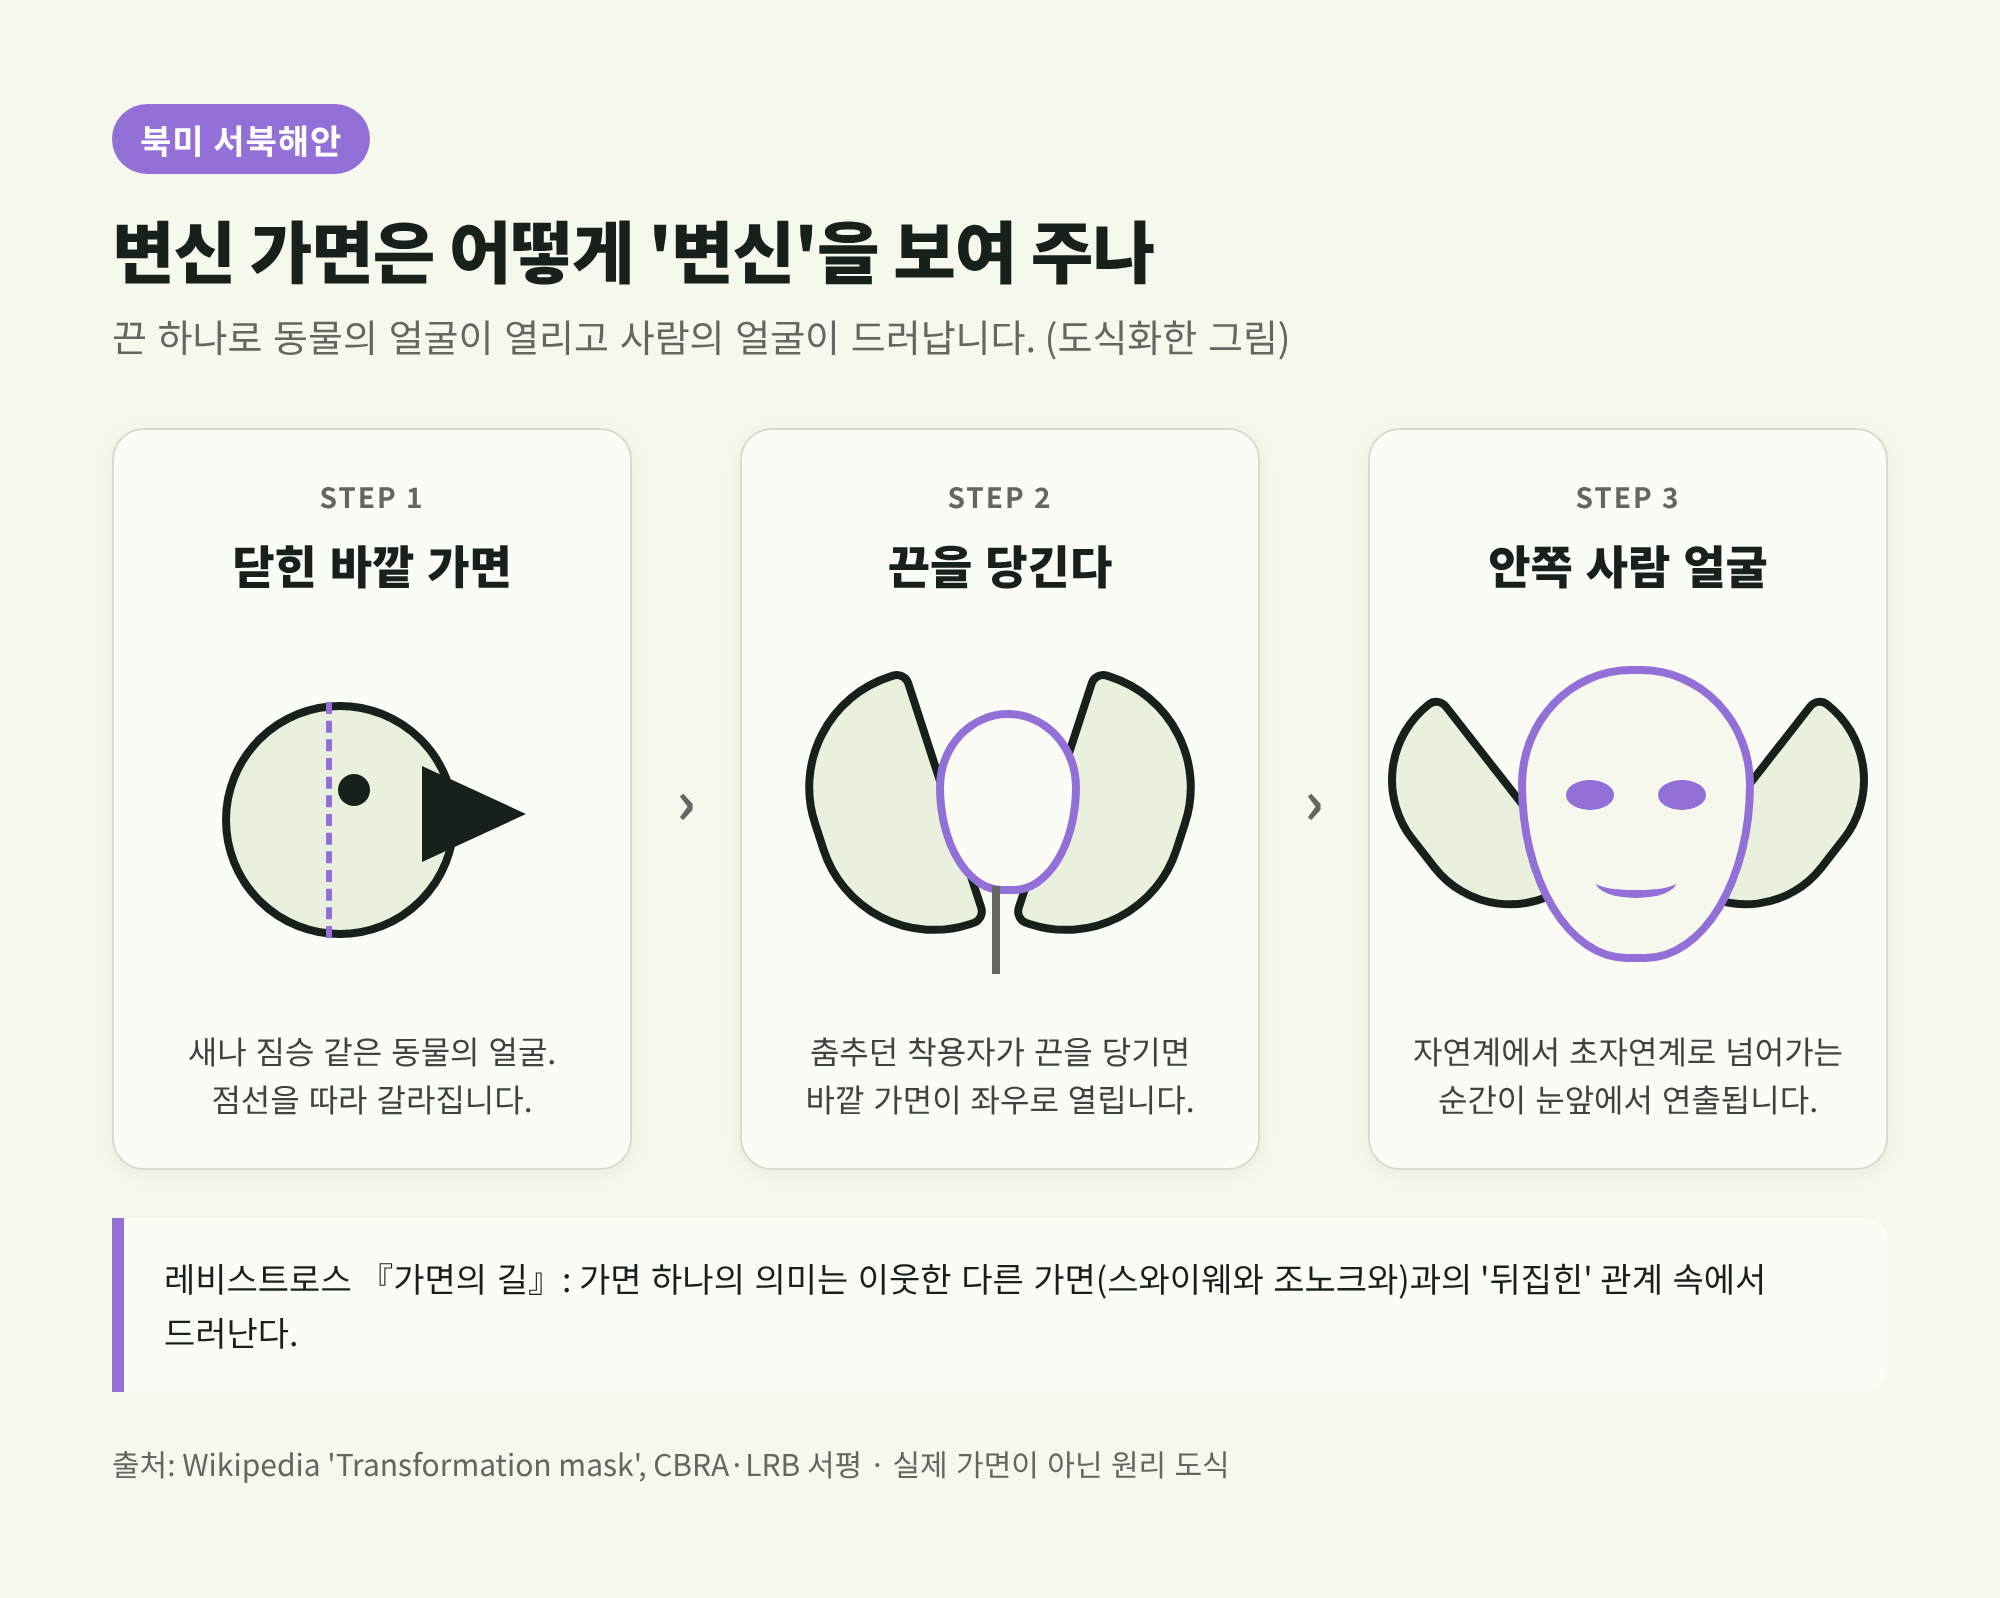 북미 서북해안
변신 가면은 어떻게 '변신'을 보여 주나
끈 하나로 동물의 얼굴이 열리고 사람의 얼굴이 드러납니다. (도식화한 그림)
STEP 1
닫힌 바깥 가면
새나 짐승 같은 동물의 얼굴.
점선을 따라 갈라집니다.
›
STEP 2
끈을 당긴다
춤추던 착용자가 끈을 당기면
바깥 가면이 좌우로 열립니다.
›
STEP 3
안쪽 사람 얼굴
자연계에서 초자연계로 넘어가는
순간이 눈앞에서 연출됩니다.
레비스트로스 『가면의 길』: 가면 하나의 의미는 이웃한 다른 가면(스와이웨와 조노크와)과의 '뒤집힌' 관계 속에서
드러난다.
출처: Wikipedia 'Transformation mask', CBRA·LRB 서평 · 실제 가면이 아닌 원리 도식